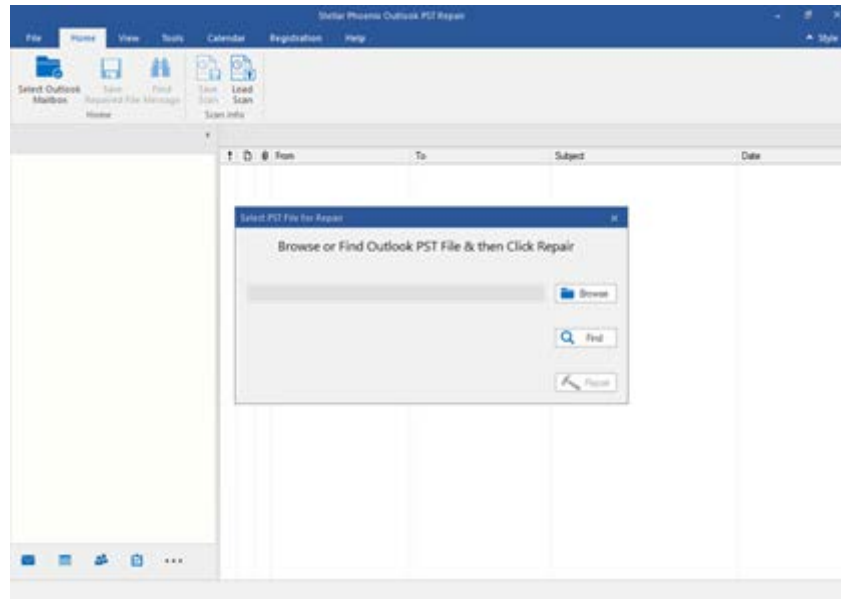 Stellar Phoenix Outlook PST Repair
File Home View Tools Calendar Registration Help Style
Select Outlook Mailbox Save Repaired File Find Message Save Scan Load Scan
Home Scan Info
From To Subject Date
Select PST File for Repair
Browse or Find Outlook PST File & then Click Repair
Browse
Find
Repair